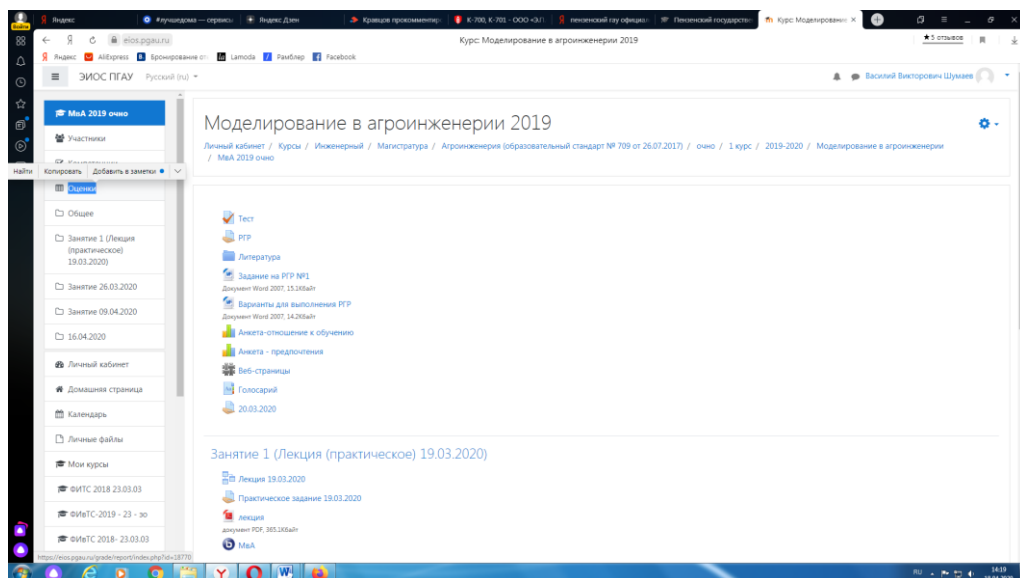 Войти
Яндекс
#лучшедома — сервисы
Яндекс Дзен
Кравцов прокомментиро
К-700, К-701 - ООО «З/Г
пензенский гау официал
Пензенский государствен
Курс: Моделирование
eios.pgau.ru
Курс: Моделирование в агроинженерии 2019
★ 5 отзывов
Яндекс
AliExpress
Бронирование от
Lamoda
Рамблер
Facebook
ЭИОС ПГАУ
Русский (ru)
Василий Викторович Шумаев
МвА 2019 очно
Участники
Найти
Копировать
Добавить в заметки
Оценки
Общее
Занятие 1 (Лекция
(практическое)
19.03.2020)
Занятие 26.03.2020
Занятие 09.04.2020
16.04.2020
Личный кабинет
Домашняя страница
Календарь
Личные файлы
Мои курсы
ФИТС 2018 23.03.03
ФИвТС-2019 - 23 - зо
ФИвТС 2018- 23.03.03
https://eios.pgau.ru/grade/report/index.php?id=18770
Моделирование в агроинженерии 2019
Личный кабинет / Курсы / Инженерный / Магистратура / Агроинженерия (образовательный стандарт № 709 от 26.07.2017) / очно / 1 курс / 2019-2020 / Моделирование в агроинженерии
/ МвА 2019 очно
Тест
РГР
Литература
Задание на РГР №1
Документ Word 2007, 15.1Кбайт
Варианты для выполнения РГР
Документ Word 2007, 14.2Кбайт
Анкета-отношение к обучению
Анкета - предпочтения
Веб-страницы
Голосарий
20.03.2020
Занятие 1 (Лекция (практическое) 19.03.2020)
Лекция 19.03.2020
Практическое задание 19.03.2020
лекция
документ PDF, 365.1Кбайт
МвА
RU
14:19